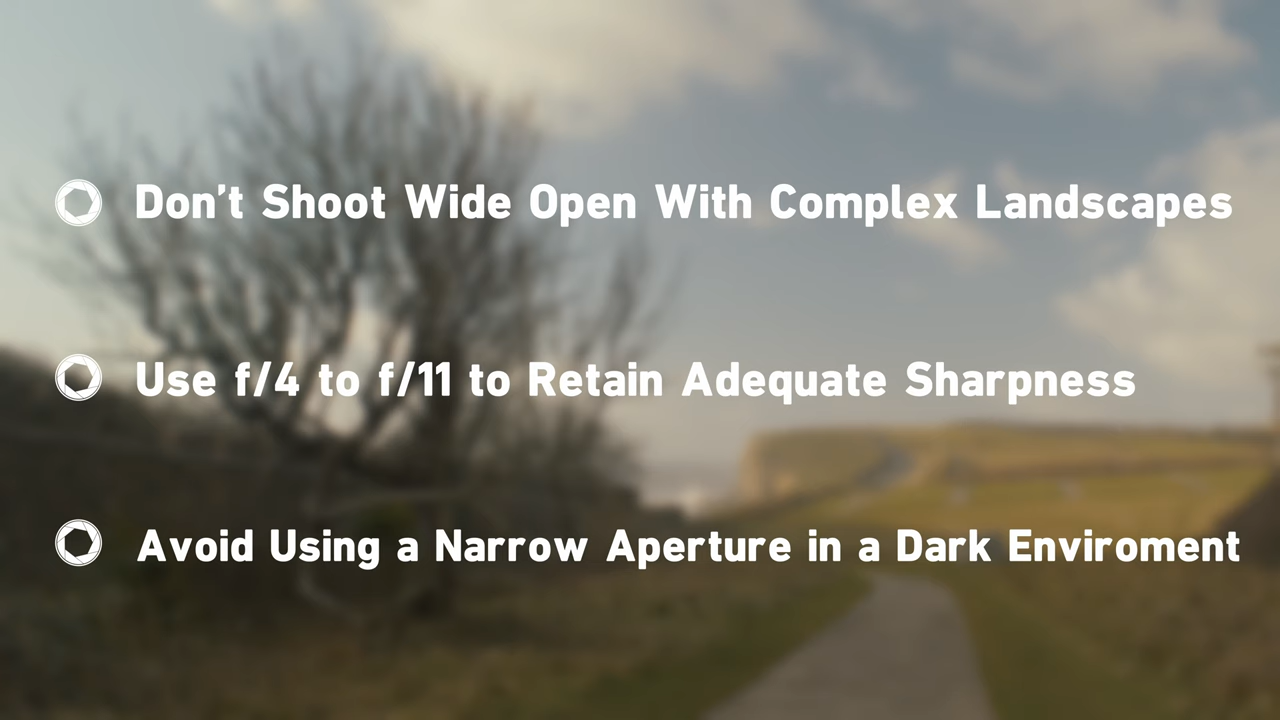 Don’t Shoot Wide Open With Complex Landscapes
Use f/4 to f/11 to Retain Adequate Sharpness
Avoid Using a Narrow Aperture in a Dark Enviroment